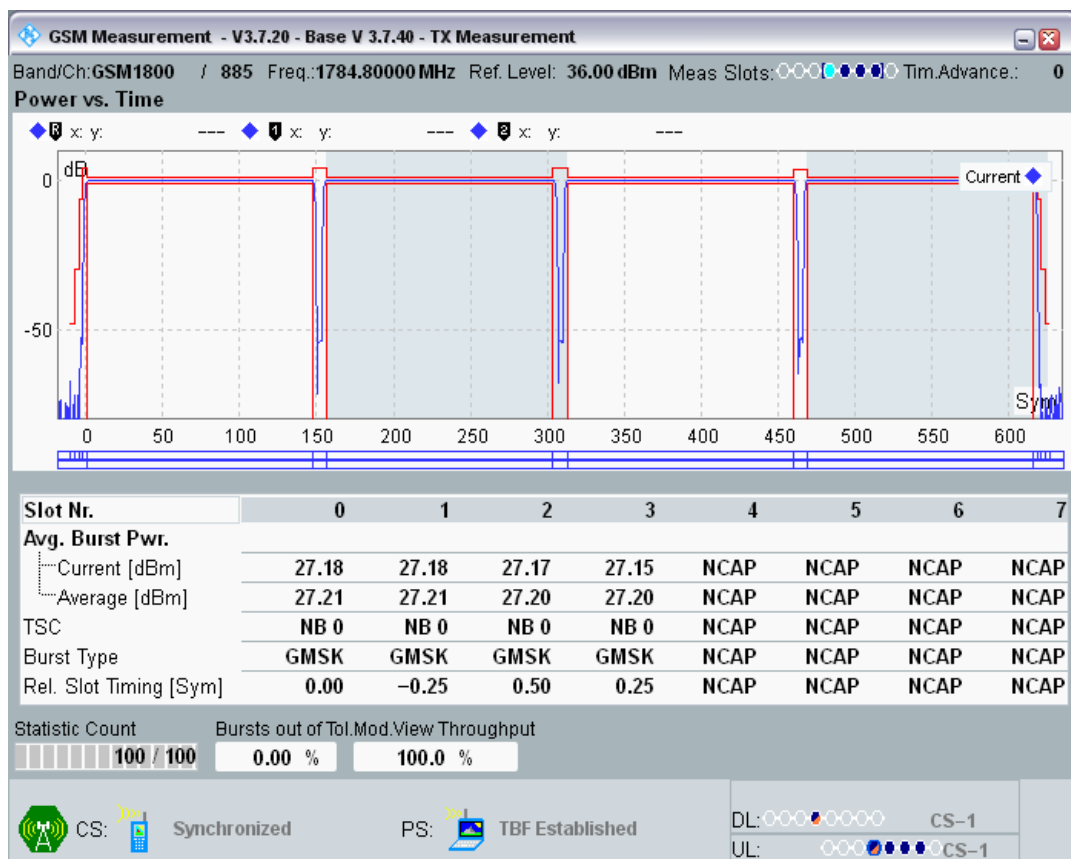 GSM Measurement - V3.7.20 - Base V 3.7.40 - TX Measurement
Band/Ch:GSM1800 / 885 Freq.:1784.80000 MHz Ref. Level: 36.00 dBm Meas Slots: Tim.Advance.: 0
Power vs. Time
R x: y: --- 1 x: y: --- 2 x: y: ---
dB
0
Current
-50
Sym
0 50 100 150 200 250 300 350 400 450 500 550 600
Slot Nr. 0 1 2 3 4 5 6 7
Avg. Burst Pwr.
Current [dBm] 27.18 27.18 27.17 27.15 NCAP NCAP NCAP NCAP
Average [dBm] 27.21 27.21 27.20 27.20 NCAP NCAP NCAP NCAP
TSC NB 0 NB 0 NB 0 NB 0 NCAP NCAP NCAP NCAP
Burst Type GMSK GMSK GMSK GMSK NCAP NCAP NCAP NCAP
Rel. Slot Timing [Sym] 0.00 −0.25 0.50 0.25 NCAP NCAP NCAP NCAP
Statistic Count Bursts out of Tol.Mod.View Throughput
100 / 100 0.00 % 100.0 %
CS: Synchronized PS: TBF Established DL: CS−1
UL: CS−1